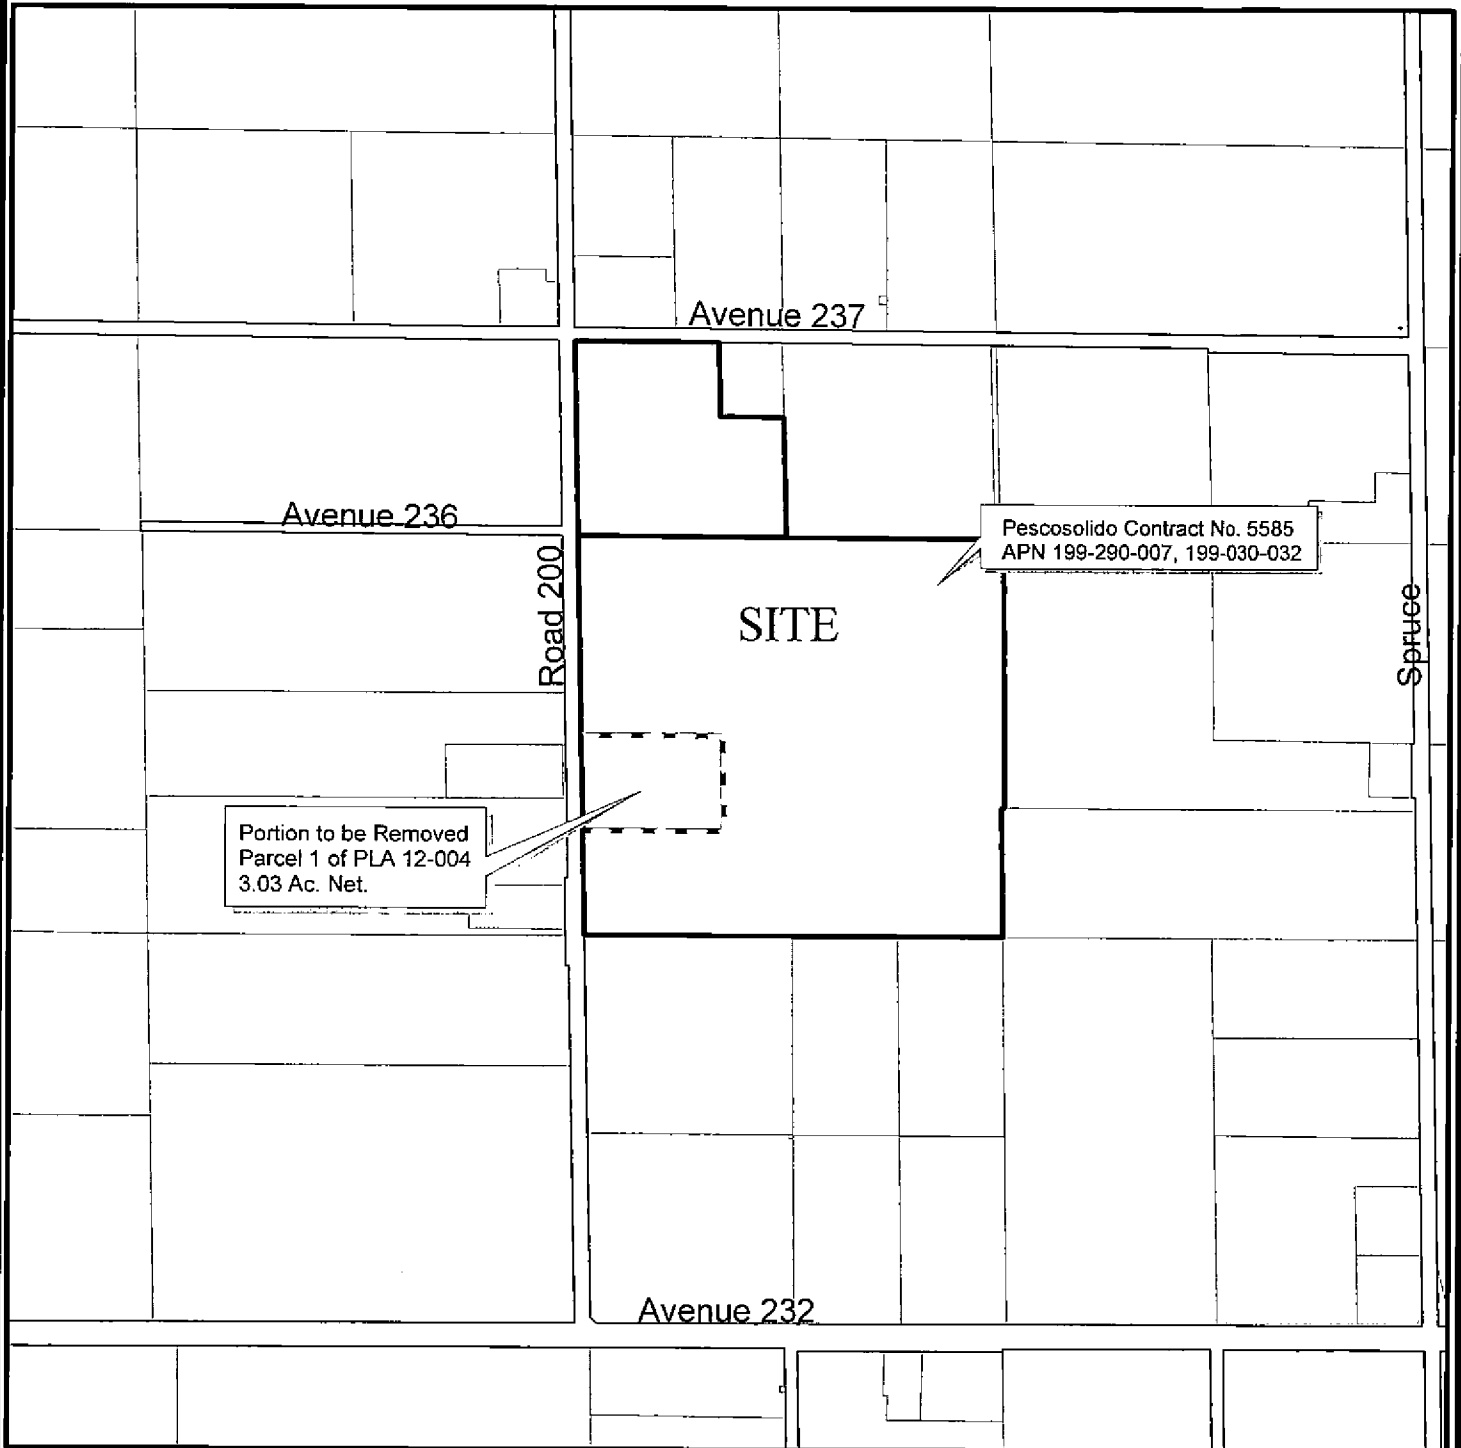 Avenue 237
Avenue 236
Pescosolido Contract No. 5585
APN 199-290-007, 199-030-032
Road 200
SITE
Spruce
Portion to be Removed
Parcel 1 of PLA 12-004
3.03 Ac. Net.
Avenue 232